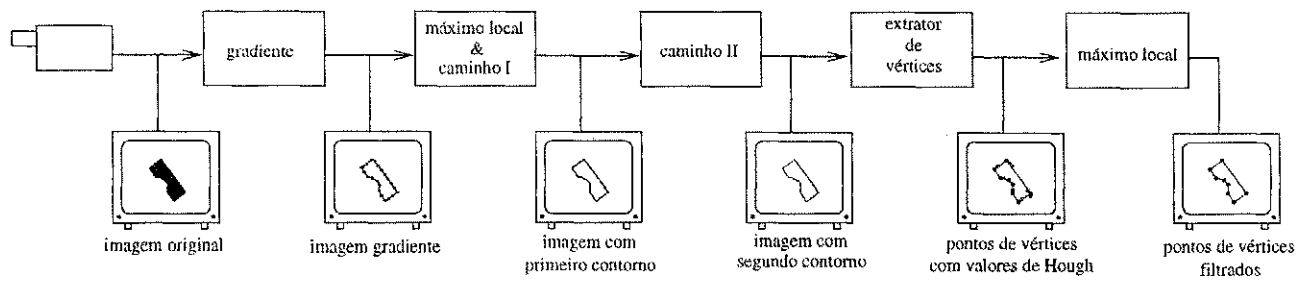 gradiente
máximo local
&
caminho I
caminho II
extrator
de
vértices
máximo local
imagem original
imagem gradiente
imagem com
primeiro contorno
imagem com
segundo contorno
pontos de vértices
com valores de Hough
pontos de vértices
filtrados